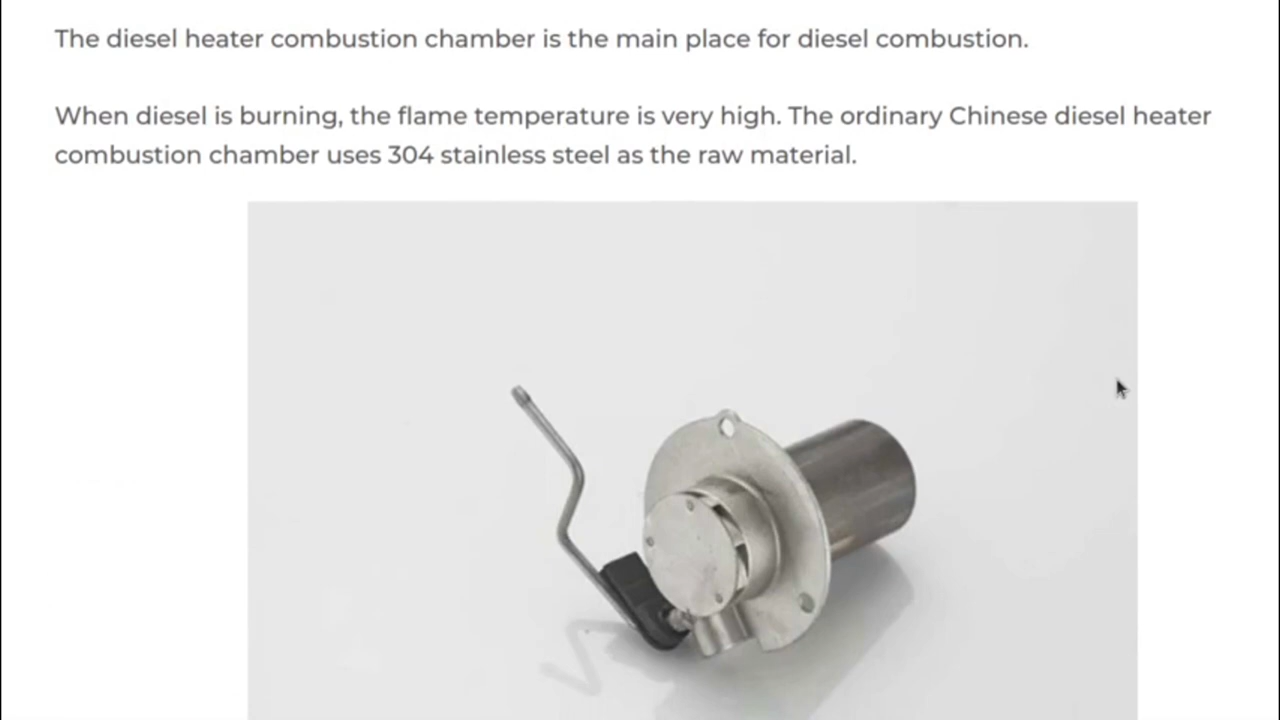 The diesel heater combustion chamber is the main place for diesel combustion.
When diesel is burning, the flame temperature is very high. The ordinary Chinese diesel heater
combustion chamber uses 304 stainless steel as the raw material.